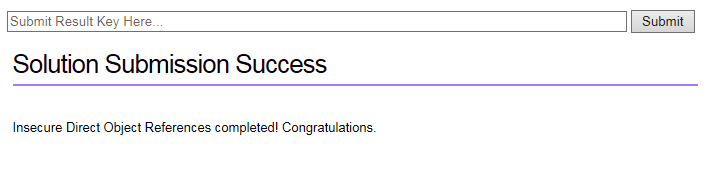 Submit Result Key Here...
Submit
Solution Submission Success
Insecure Direct Object References completed! Congratulations.